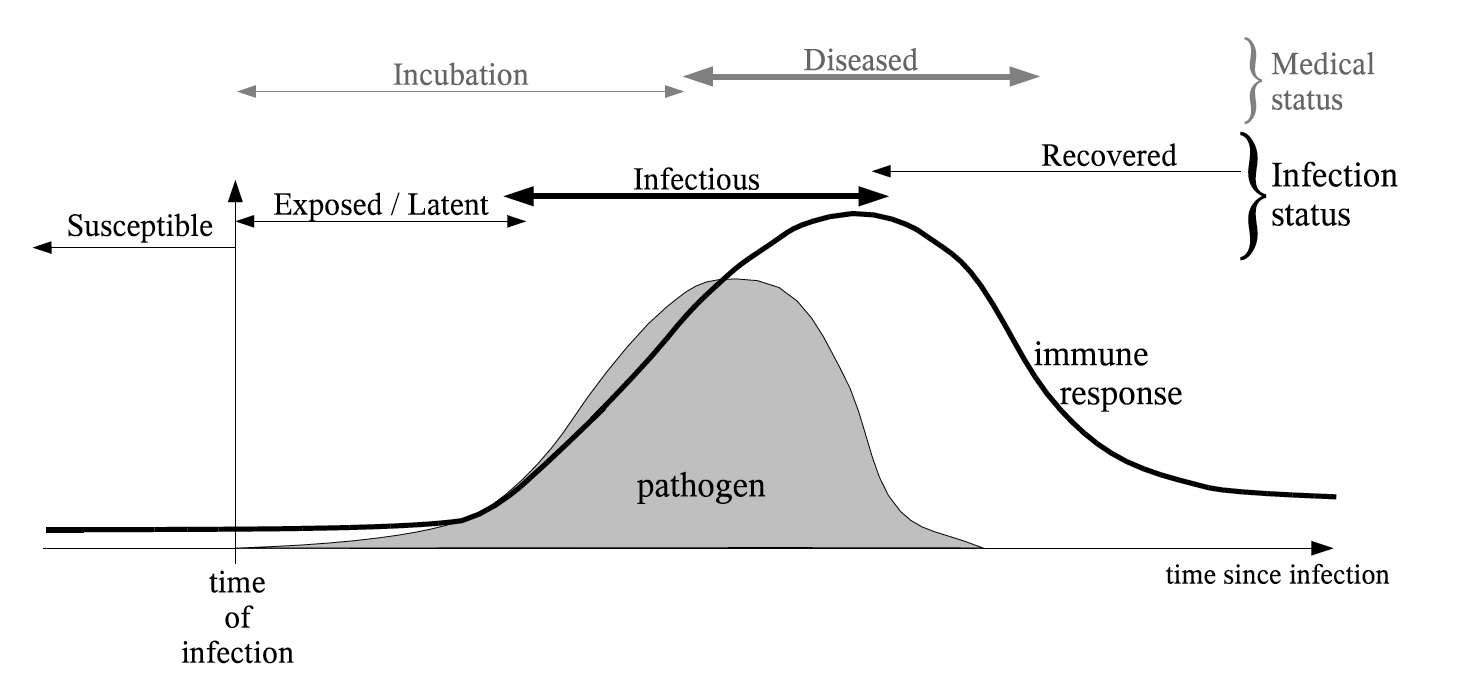 Diseased
Incubation
Medical
status
Recovered
Infectious
Infection
status
Exposed / Latent
Susceptible
immune
response
pathogen
time since infection
time
of
infection